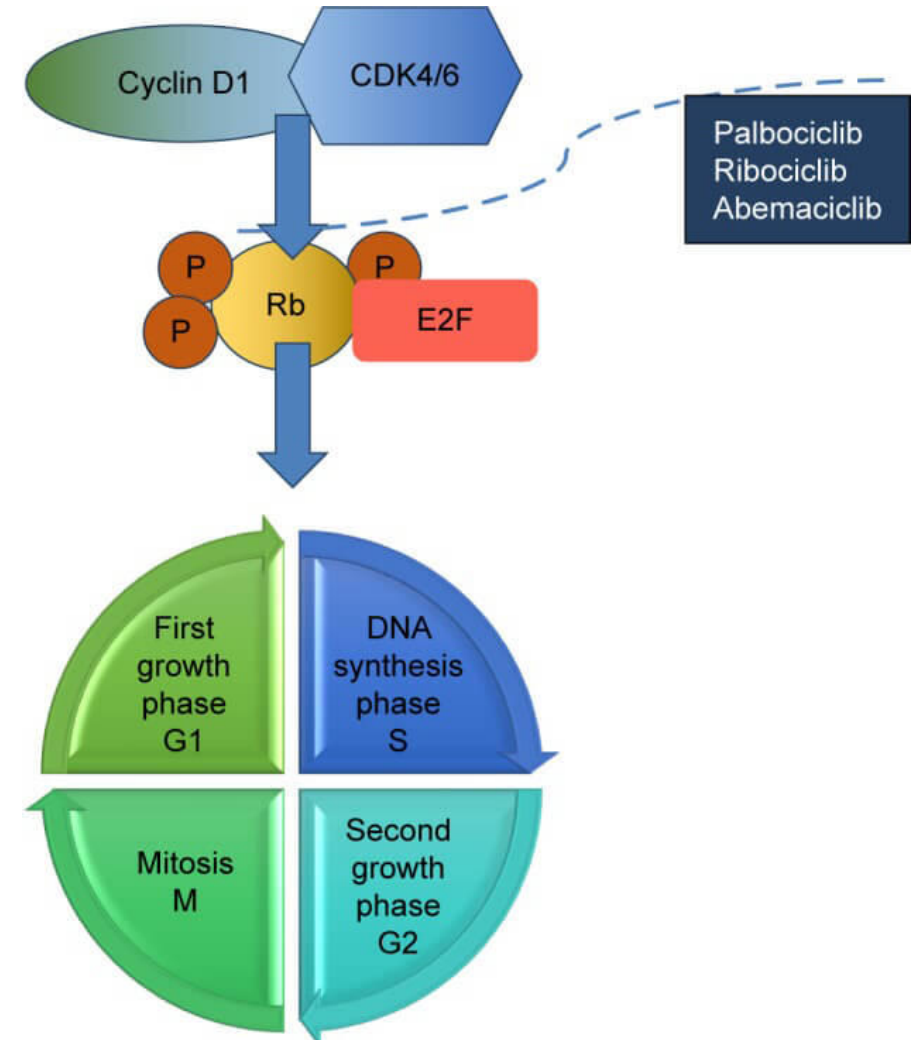 Cyclin D1
CDK4/6
Palbociclib
Ribociclib
Abemaciclib
P
P
P
Rb
E2F
First
growth
phase
G1
DNA
synthesis
phase
S
Mitosis
M
Second
growth
phase
G2